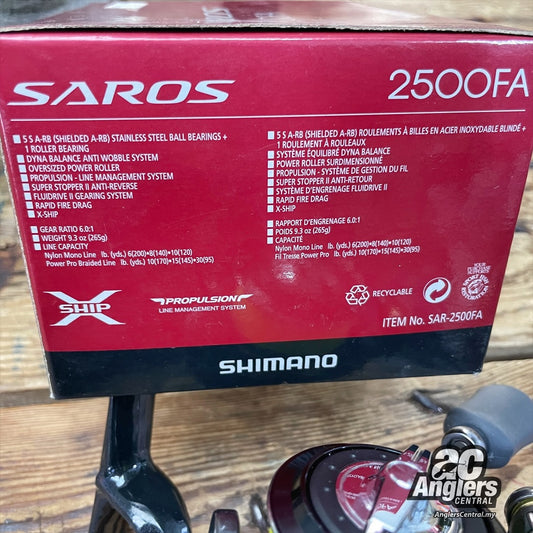 SAROS
2500FA
5 S A-RB (SHIELDED A-RB) STAINLESS STEEL BALL BEARINGS +
1 ROLLER BEARING
DYNA BALANCE ANTI WOBBLE SYSTEM
OVERSIZED POWER ROLLER
PROPULSION - LINE MANAGEMENT SYSTEM
SUPER STOPPER II ANTI-REVERSE
FLUIDRIVE II GEARING SYSTEM
RAPID FIRE DRAG
X-SHIP
GEAR RATIO 6.0:1
WEIGHT 9.3 oz (265g)
LINE CAPACITY
Nylon Mono Line lb. (yds.) 6(200)*8(140)*10(120)
Power Pro Braided Line lb. (yds.) 10(170)*15(145)*30(95)
5 S A-RB (SHIELDED A-RB) ROULEMENTS À BILLES EN ACIER INOXYDABLE BLINDÉ +
1 ROULEMENT À ROULEAUX
SYSTÈME ÉQUILIBRÉ DYNA BALANCE
POWER ROLLER SURDIMENSIONNÉ
PROPULSION - SYSTÈME DE GESTION DU FIL
SUPER STOPPER II ANTI-RETOUR
SYSTÈME D'ENGRENAGE FLUIDRIVE II
RAPID FIRE DRAG
X-SHIP
RAPPORT D'ENGRENAGE 6.0:1
POIDS 9.3 oz (265g)
CAPACITÉ
Nylon Mono Line lb. (yds.) 6(200)*8(140)*10(120)
Fil Tresse Power Pro lb. (yds.) 10(170)*15(145)*30(95)
X SHIP
PROPULSION
LINE MANAGEMENT SYSTEM
RECYCLABLE
SPORT FISH RESTORATION
ITEM No. SAR-2500FA
SHIMANO
ac
Anglers
CENTRAL
AnglersCentral.my